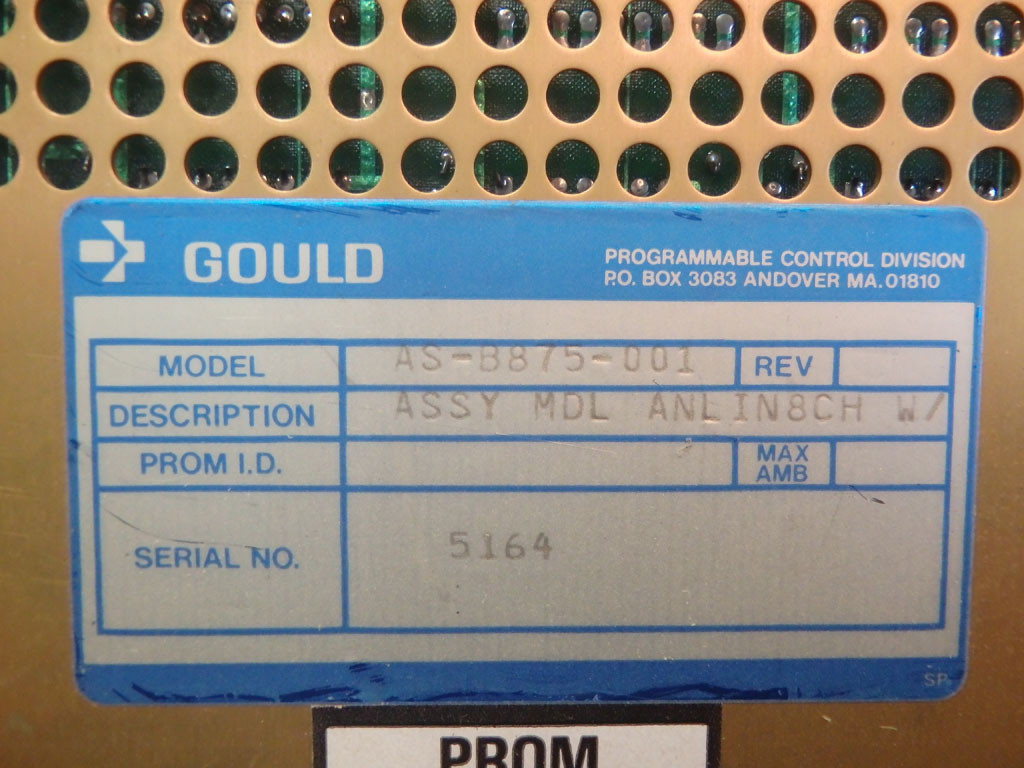 GOULD
PROGRAMMABLE CONTROL DIVISION
P.O. BOX 3083 ANDOVER MA. 01810
MODEL AS-B875-001 REV
DESCRIPTION ASSY MDL ANLIN8CH W/
PROM I.D. MAX AMB
SERIAL NO. 5164
SP
PROM